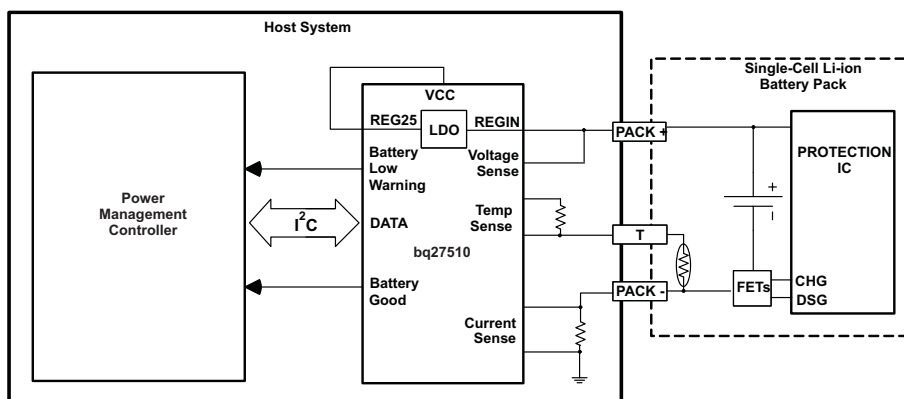 Host System
Single-Cell Li-ion
Battery Pack
VCC
REG25
LDO
REGIN
PACK +
Battery
Low
Warning
Voltage
Sense
PROTECTION
IC
+
–
Power
Management
Controller
I2C
DATA
Temp
Sense
T
bq27510
Battery
Good
PACK -
FETs
CHG
DSG
Current
Sense